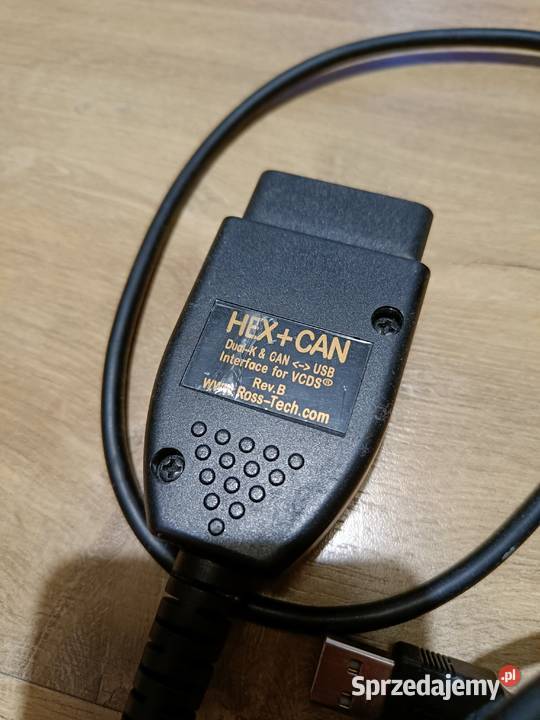 HEX+CAN
Dual-K & CAN <-> USB
Interface for VCDS®
Rev.B
www.Ross-Tech.com
Sprzedajemy.pl